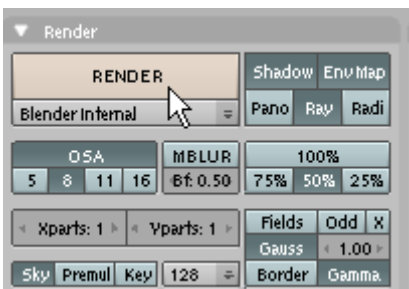 Render
RENDER
Shadow EnvMap
Blender Internal
Pano Ray Radi
OSA
MBLUR
100%
5 8 11 16
Bf: 0.50
75% 50% 25%
Xparts: 1
Yparts: 1
Fields Odd X
Gauss 1.00
Sky Premul Key 128
Border Gamma